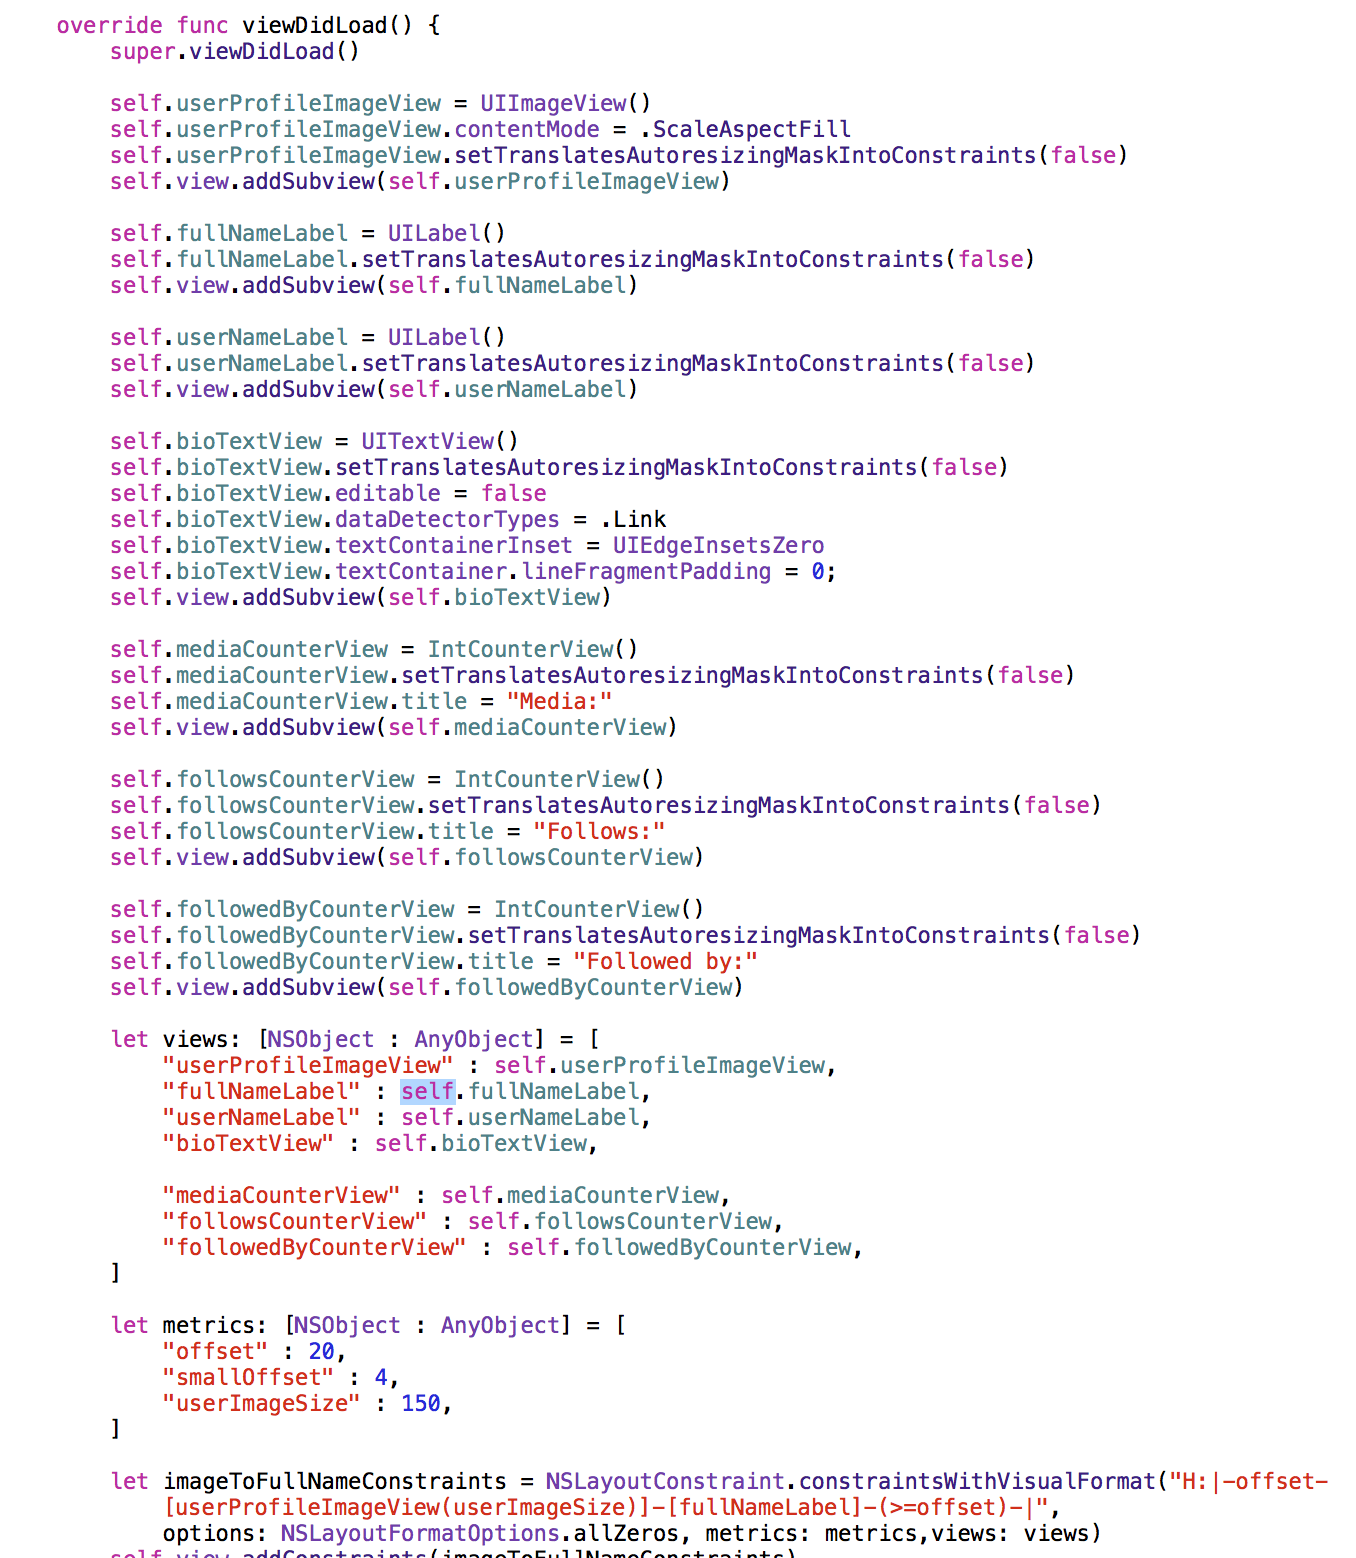 override func viewDidLoad() {
super.viewDidLoad()
self.userProfileImageView = UIImageView()
self.userProfileImageView.contentMode = .ScaleAspectFill
self.userProfileImageView.setTranslatesAutoresizingMaskIntoConstraints(false)
self.view.addSubview(self.userProfileImageView)
self.fullNameLabel = UILabel()
self.fullNameLabel.setTranslatesAutoresizingMaskIntoConstraints(false)
self.view.addSubview(self.fullNameLabel)
self.userNameLabel = UILabel()
self.userNameLabel.setTranslatesAutoresizingMaskIntoConstraints(false)
self.view.addSubview(self.userNameLabel)
self.bioTextView = UITextView()
self.bioTextView.setTranslatesAutoresizingMaskIntoConstraints(false)
self.bioTextView.editable = false
self.bioTextView.dataDetectorTypes = .Link
self.bioTextView.textContainerInset = UIEdgeInsetsZero
self.bioTextView.textContainer.lineFragmentPadding = 0;
self.view.addSubview(self.bioTextView)
self.mediaCounterView = IntCounterView()
self.mediaCounterView.setTranslatesAutoresizingMaskIntoConstraints(false)
self.mediaCounterView.title = "Media:"
self.view.addSubview(self.mediaCounterView)
self.followsCounterView = IntCounterView()
self.followsCounterView.setTranslatesAutoresizingMaskIntoConstraints(false)
self.followsCounterView.title = "Follows:"
self.view.addSubview(self.followsCounterView)
self.followedByCounterView = IntCounterView()
self.followedByCounterView.setTranslatesAutoresizingMaskIntoConstraints(false)
self.followedByCounterView.title = "Followed by:"
self.view.addSubview(self.followedByCounterView)
let views: [NSObject : AnyObject] = [
"userProfileImageView" : self.userProfileImageView,
"fullNameLabel" : self.fullNameLabel,
"userNameLabel" : self.userNameLabel,
"bioTextView" : self.bioTextView,
"mediaCounterView" : self.mediaCounterView,
"followsCounterView" : self.followsCounterView,
"followedByCounterView" : self.followedByCounterView,
]
let metrics: [NSObject : AnyObject] = [
"offset" : 20,
"smallOffset" : 4,
"userImageSize" : 150,
]
let imageToFullNameConstraints = NSLayoutConstraint.constraintsWithVisualFormat("H:|-offset-
[userProfileImageView(userImageSize)]-[fullNameLabel]-(>=offset)-|",
options: NSLayoutFormatOptions.allZeros, metrics: metrics,views: views)
self.view.addConstraints(imageToFullNameConstraints)